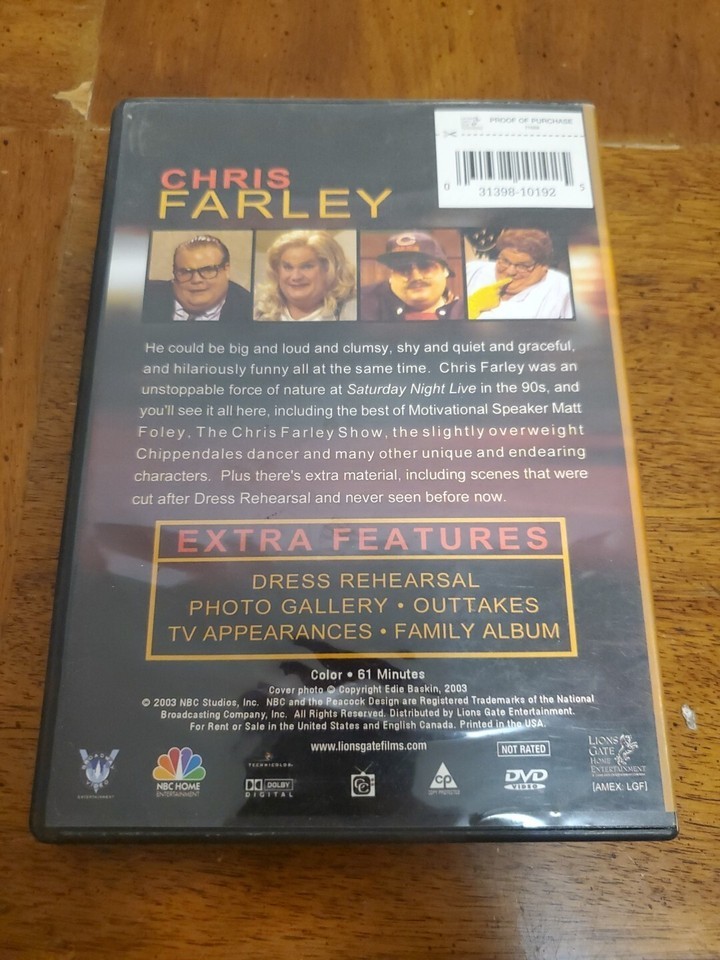 PROOF OF PURCHASE
0 31398-10192 5
CHRIS
FARLEY
He could be big and loud and clumsy, shy and quiet and graceful,
and hilariously funny all at the same time. Chris Farley was an
unstoppable force of nature at Saturday Night Live in the 90s, and
you'll see it all here, including the best of Motivational Speaker Matt
Foley, The Chris Farley Show, the slightly overweight
Chippendales dancer and many other unique and endearing
characters. Plus there's extra material, including scenes that were
cut after Dress Rehearsal and never seen before now.
EXTRA FEATURES
DRESS REHEARSAL
PHOTO GALLERY • OUTTAKES
TV APPEARANCES • FAMILY ALBUM
Color • 61 Minutes
Cover photo © Copyright Edie Baskin, 2003
© 2003 NBC Studios, Inc. NBC and the Peacock Design are Registered Trademarks of the National
Broadcasting Company, Inc. All Rights Reserved. Distributed by Lions Gate Entertainment.
For Rent or Sale in the United States and English Canada. Printed in the USA.
www.lionsgatefilms.com
NOT RATED
BROADWAY VIDEO
ENTERTAINMENT
NBC HOME
ENTERTAINMENT
TECHNICOLOR
DOLBY
DIGITAL
CC
CP
COPY PROTECTED
DVD
VIDEO
LIONS
GATE
HOME
ENTERTAINMENT
[AMEX: LGF]